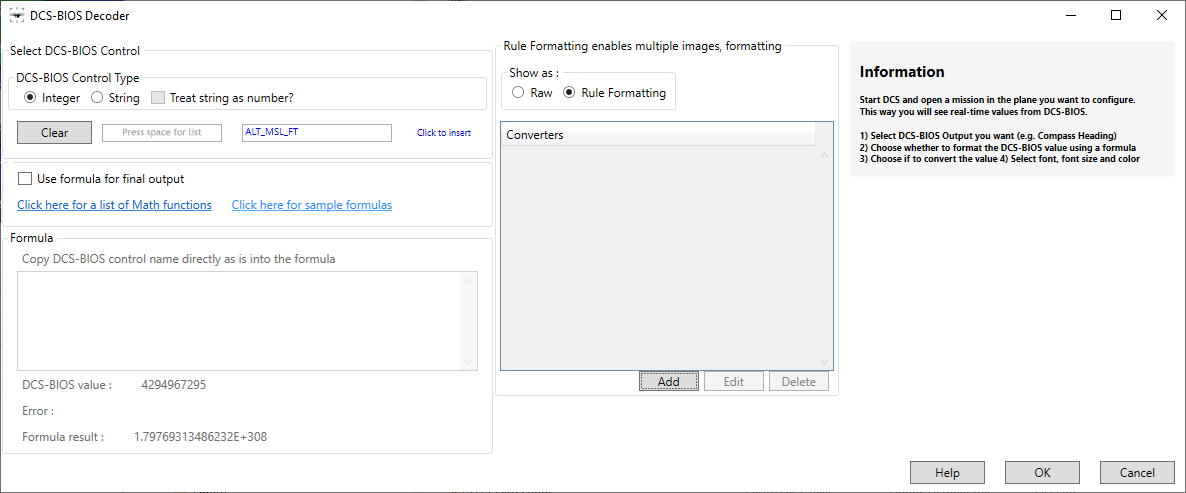 DCS-BIOS Decoder
Select DCS-BIOS Control
DCS-BIOS Control Type
Integer
String
Treat string as number?
Clear
Press space for list
ALT_MSL_FT
Click to insert
Use formula for final output
Click here for a list of Math functions
Click here for sample formulas
Formula
Copy DCS-BIOS control name directly as is into the formula
DCS-BIOS value : 4294967295
Error :
Formula result : 1.79769313486232E+308
Rule Formatting enables multiple images, formatting
Show as :
Raw
Rule Formatting
Converters
Add
Edit
Delete
Information
Start DCS and open a mission in the plane you want to configure.
This way you will see real-time values from DCS-BIOS.
1) Select DCS-BIOS Output you want (e.g. Compass Heading)
2) Choose whether to format the DCS-BIOS value using a formula
3) Choose if to convert the value 4) Select font, font size and color
Help
OK
Cancel